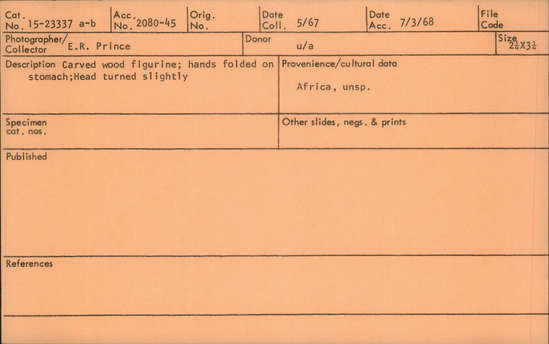 Cat. No. 15-23337 a-b Acc. No. 2080-45 Orig. No. Date Coll. 5/67 Date Acc. 7/3/68 File Code
Photographer/ Collector E.R. Prince Donor u/a Size 2¼X3¼
Description Carved wood figurine; hands folded on
stomach;Head turned slightly
Provenience/cultural data
Africa, unsp.
Specimen
cat. nos.
Other slides, negs. & prints
Published
References